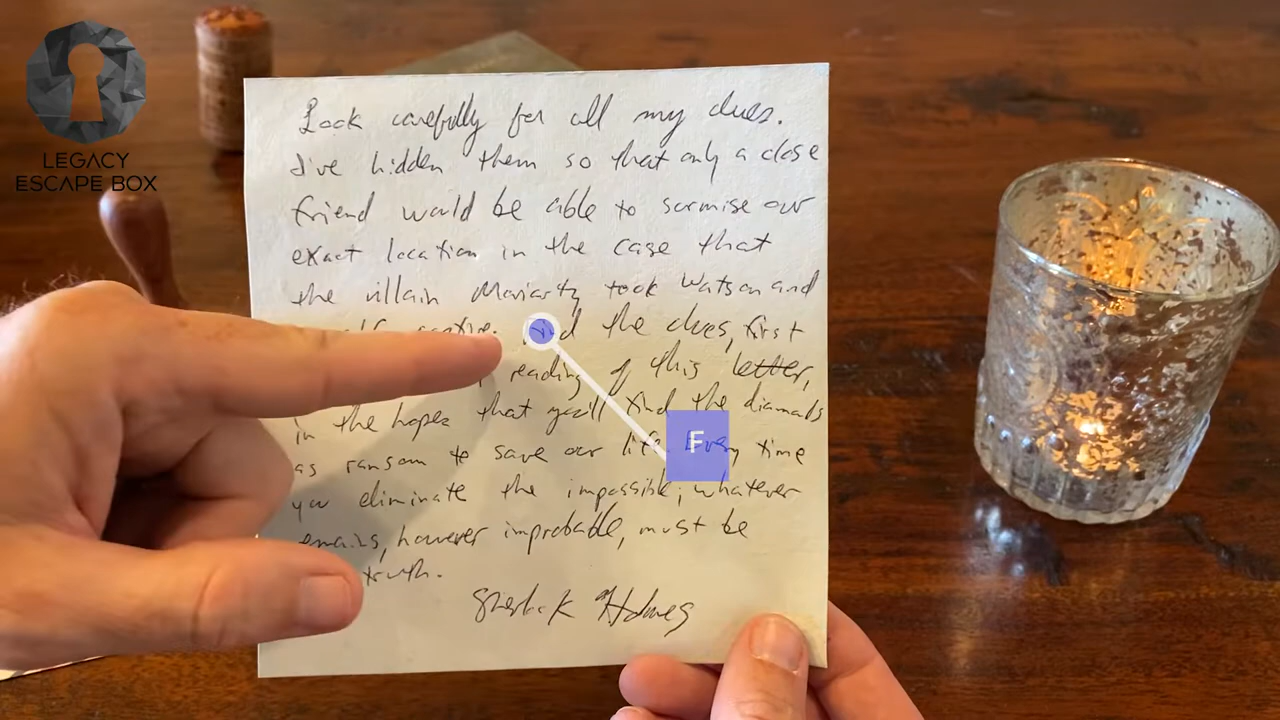 LEGACY
ESCAPE BOX
Look carefully for all my clues.
I've hidden them so that only a close
friend would be able to surmise our
exact location in the case that
the villain Moriarty took Watson and
captive. the clues, first
reading of this letter,
in the hopes that you'll find the diamonds
as ransom to save our life. Every time
you eliminate the impossible, whatever
remains, however improbable, must be
truth.
Sherlock Holmes
F